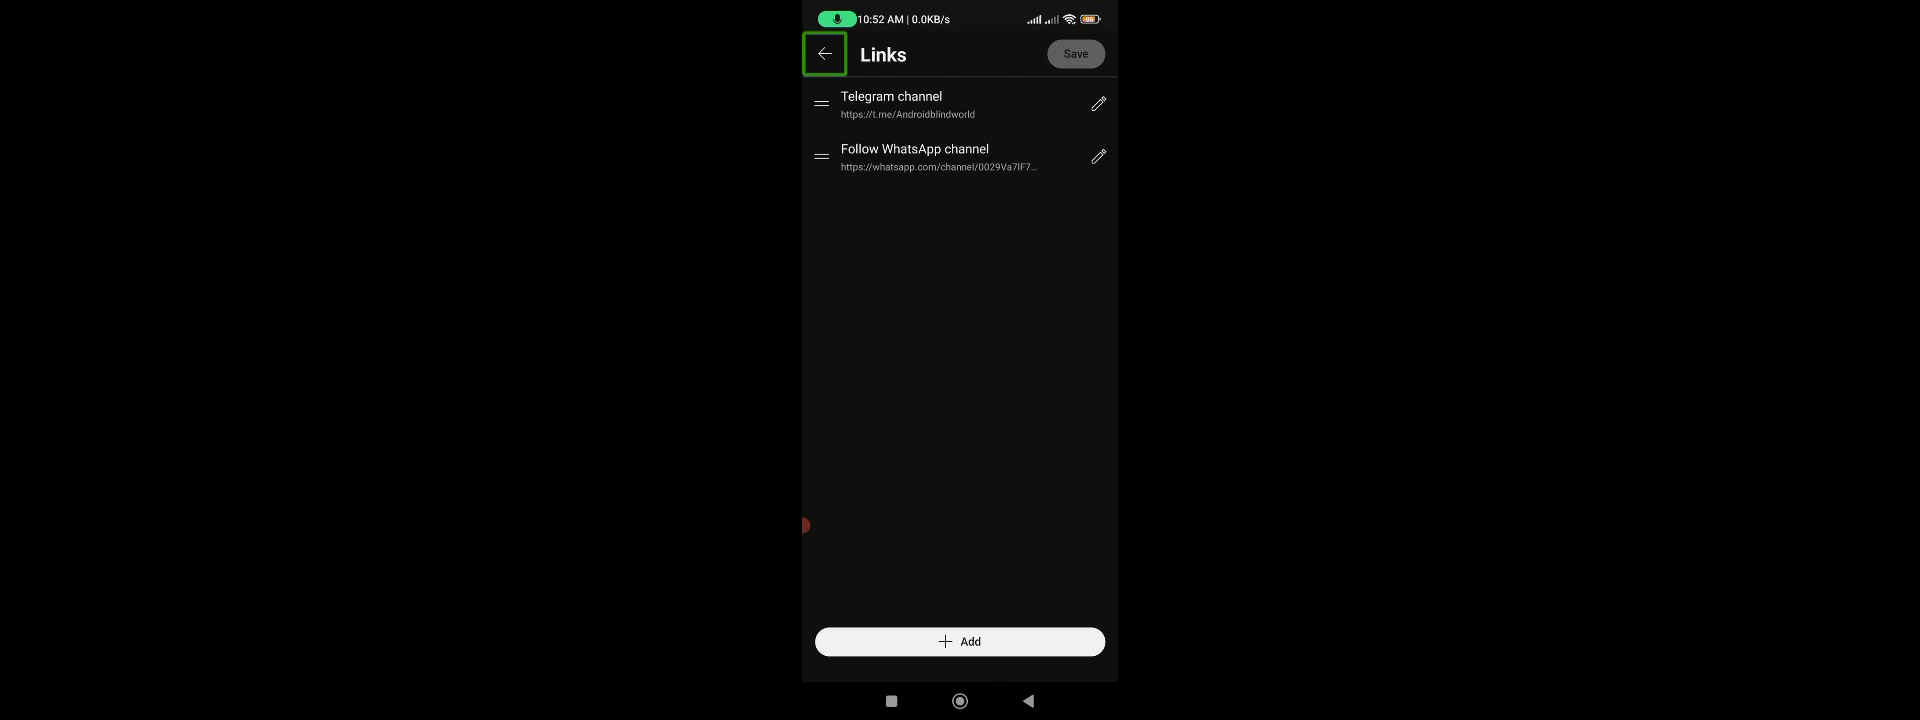 10:52 AM | 0.0KB/s
86
Links
Save
Telegram channel
https://t.me/Androidblindworld
Follow WhatsApp channel
https://whatsapp.com/channel/0029Va7IF7...
Add